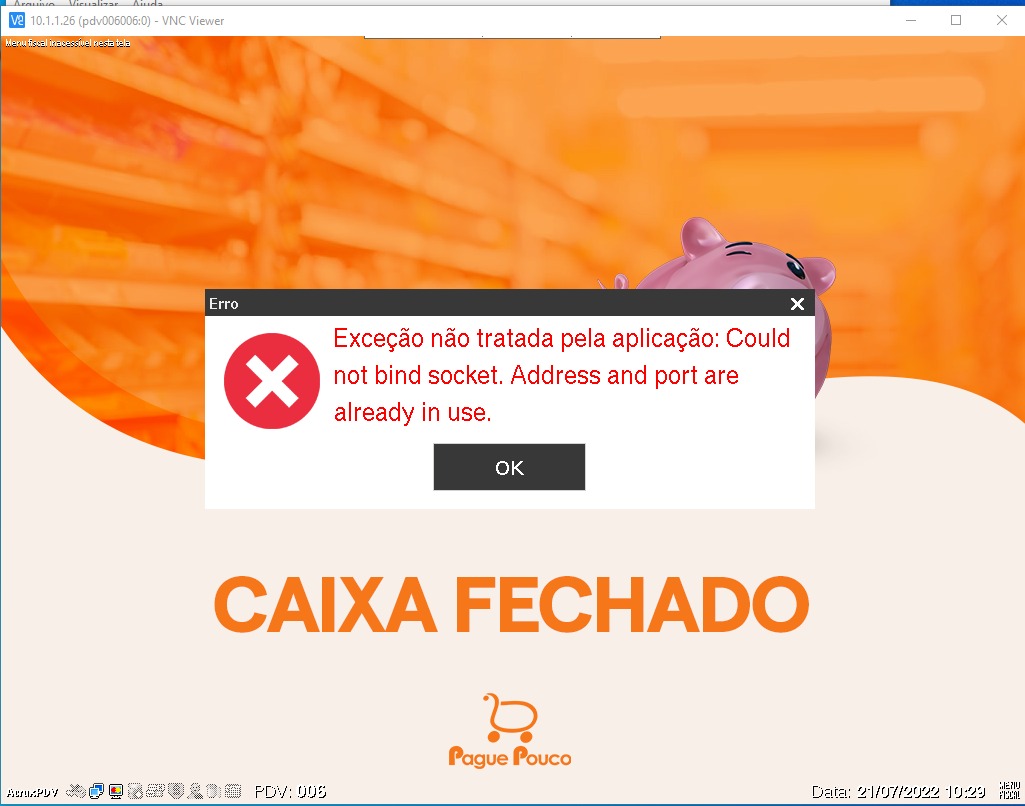 Arquivo Visualizar Ajuda
10.1.1.26 (pdv006006:0) - VNC Viewer
Menu fiscal inacessível nesta tela
Erro
Exceção não tratada pela aplicação: Could
not bind socket. Address and port are
already in use.
OK
CAIXA FECHADO
Pague Pouco
AcruxPDV PDV: 006 Data: 21/07/2022 10:29 MENU
FISCAL